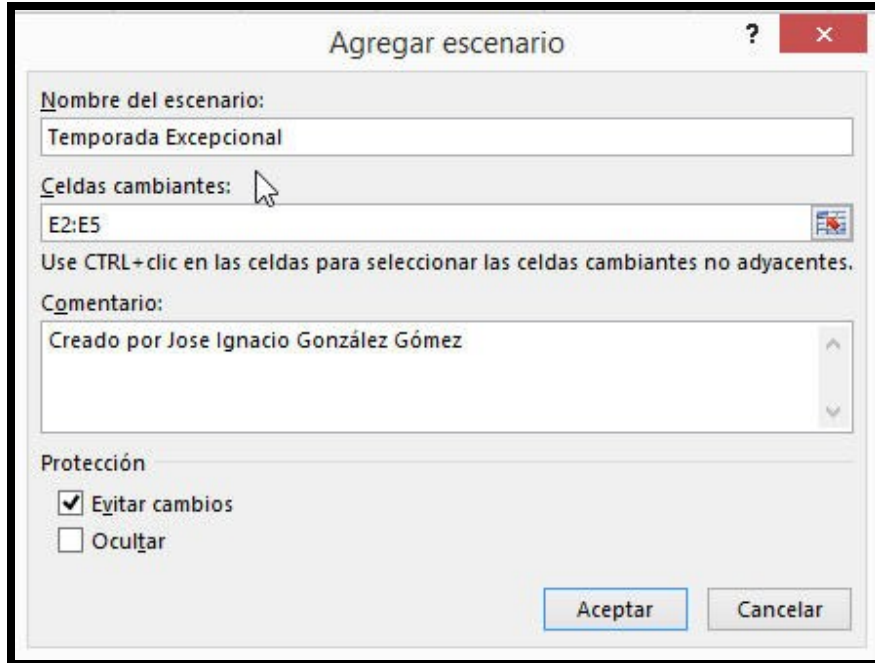 Agregar escenario
?
Nombre del escenario:
Temporada Excepcional
Celdas cambiantes:
E2:E5
Use CTRL+clic en las celdas para seleccionar las celdas cambiantes no adyacentes.
Comentario:
Creado por Jose Ignacio González Gómez
Protección
Evitar cambios
Ocultar
Aceptar Cancelar